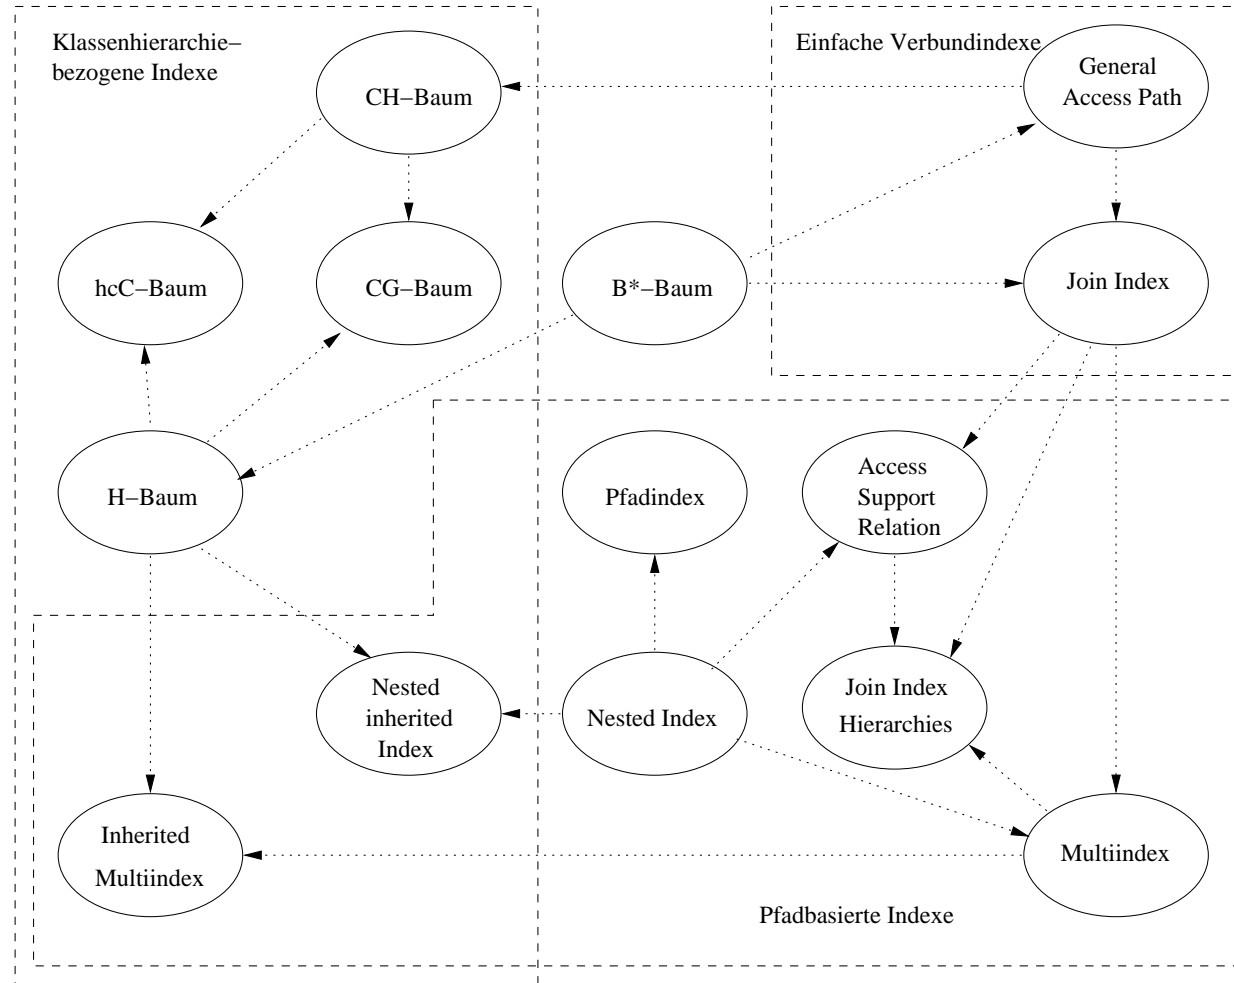 Klassenhierarchie–
bezogene Indexe
Einfache Verbundindexe
CH–Baum
General
Access Path
hcC–Baum
CG–Baum
B*–Baum
Join Index
H–Baum
Pfadindex
Access
Support
Relation
Nested
inherited
Index
Nested Index
Join Index
Hierarchies
Inherited
Multiindex
Multiindex
Pfadbasierte Indexe